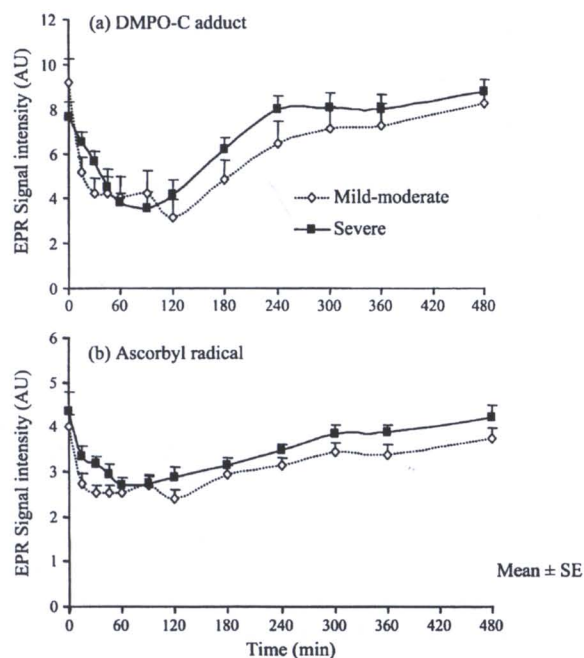 (a) DMPO-C adduct
EPR Signal intensity (AU)
12
10
8
6
4
2
0
Mild-moderate
Severe
0 60 120 180 240 300 360 420 480
(b) Ascorbyl radical
EPR Signal intensity (AU)
6
5
4
3
2
1
0
Mean ± SE
0 60 120 180 240 300 360 420 480
Time (min)